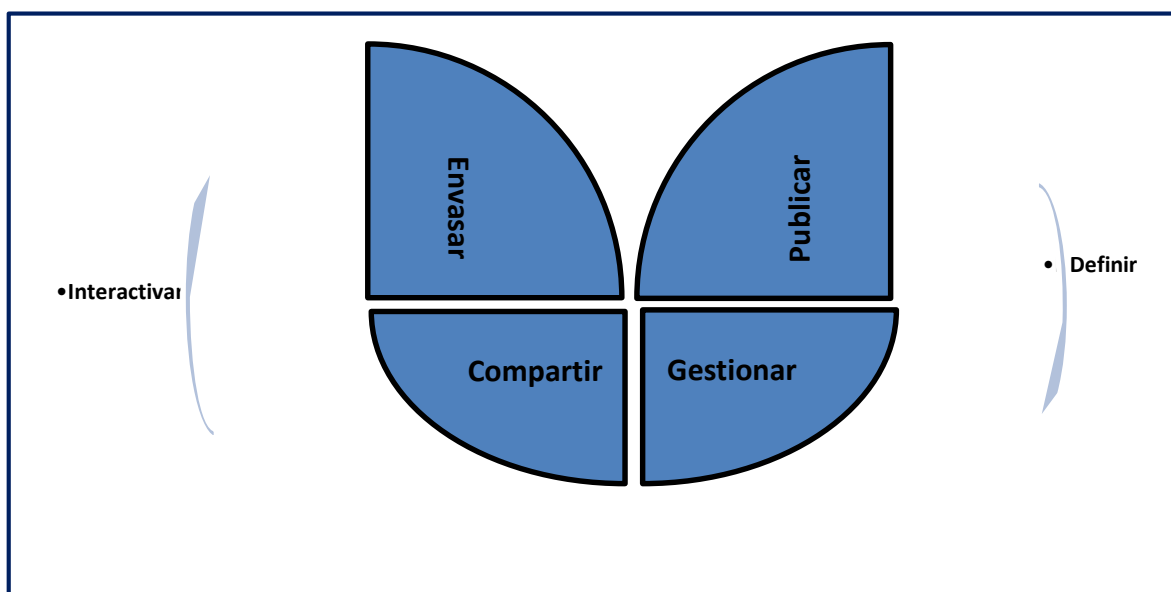 Envasar
Publicar
•Interactivar
• Definir
Compartir
Gestionar